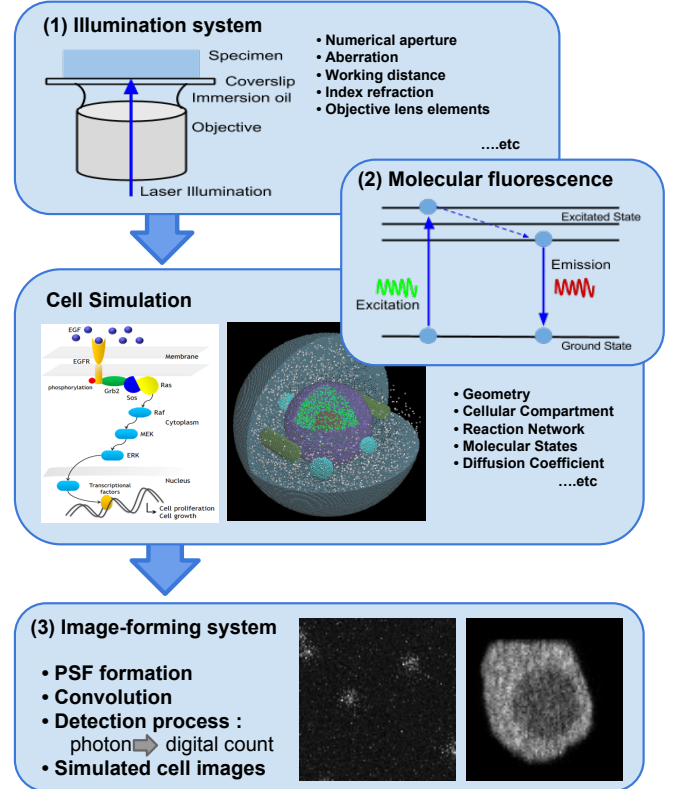 (1) Illumination system
Specimen
Coverslip
Immersion oil
Objective
Laser Illumination
• Numerical aperture
• Aberration
• Working distance
• Index refraction
• Objective lens elements
....etc
(2) Molecular fluorescence
Excitated State
Emission
Excitation
Ground State
Cell Simulation
EGF
Membrane
EGFR
phosphorylation
Grb2
Sos
Ras
Raf
Cytoplasm
MEK
ERK
Nucleus
Transcriptional
factors
Cell proliferation
Cell growth
• Geometry
• Cellular Compartment
• Reaction Network
• Molecular States
• Diffusion Coefficient
....etc
(3) Image-forming system
• PSF formation
• Convolution
• Detection process :
photon digital count
• Simulated cell images